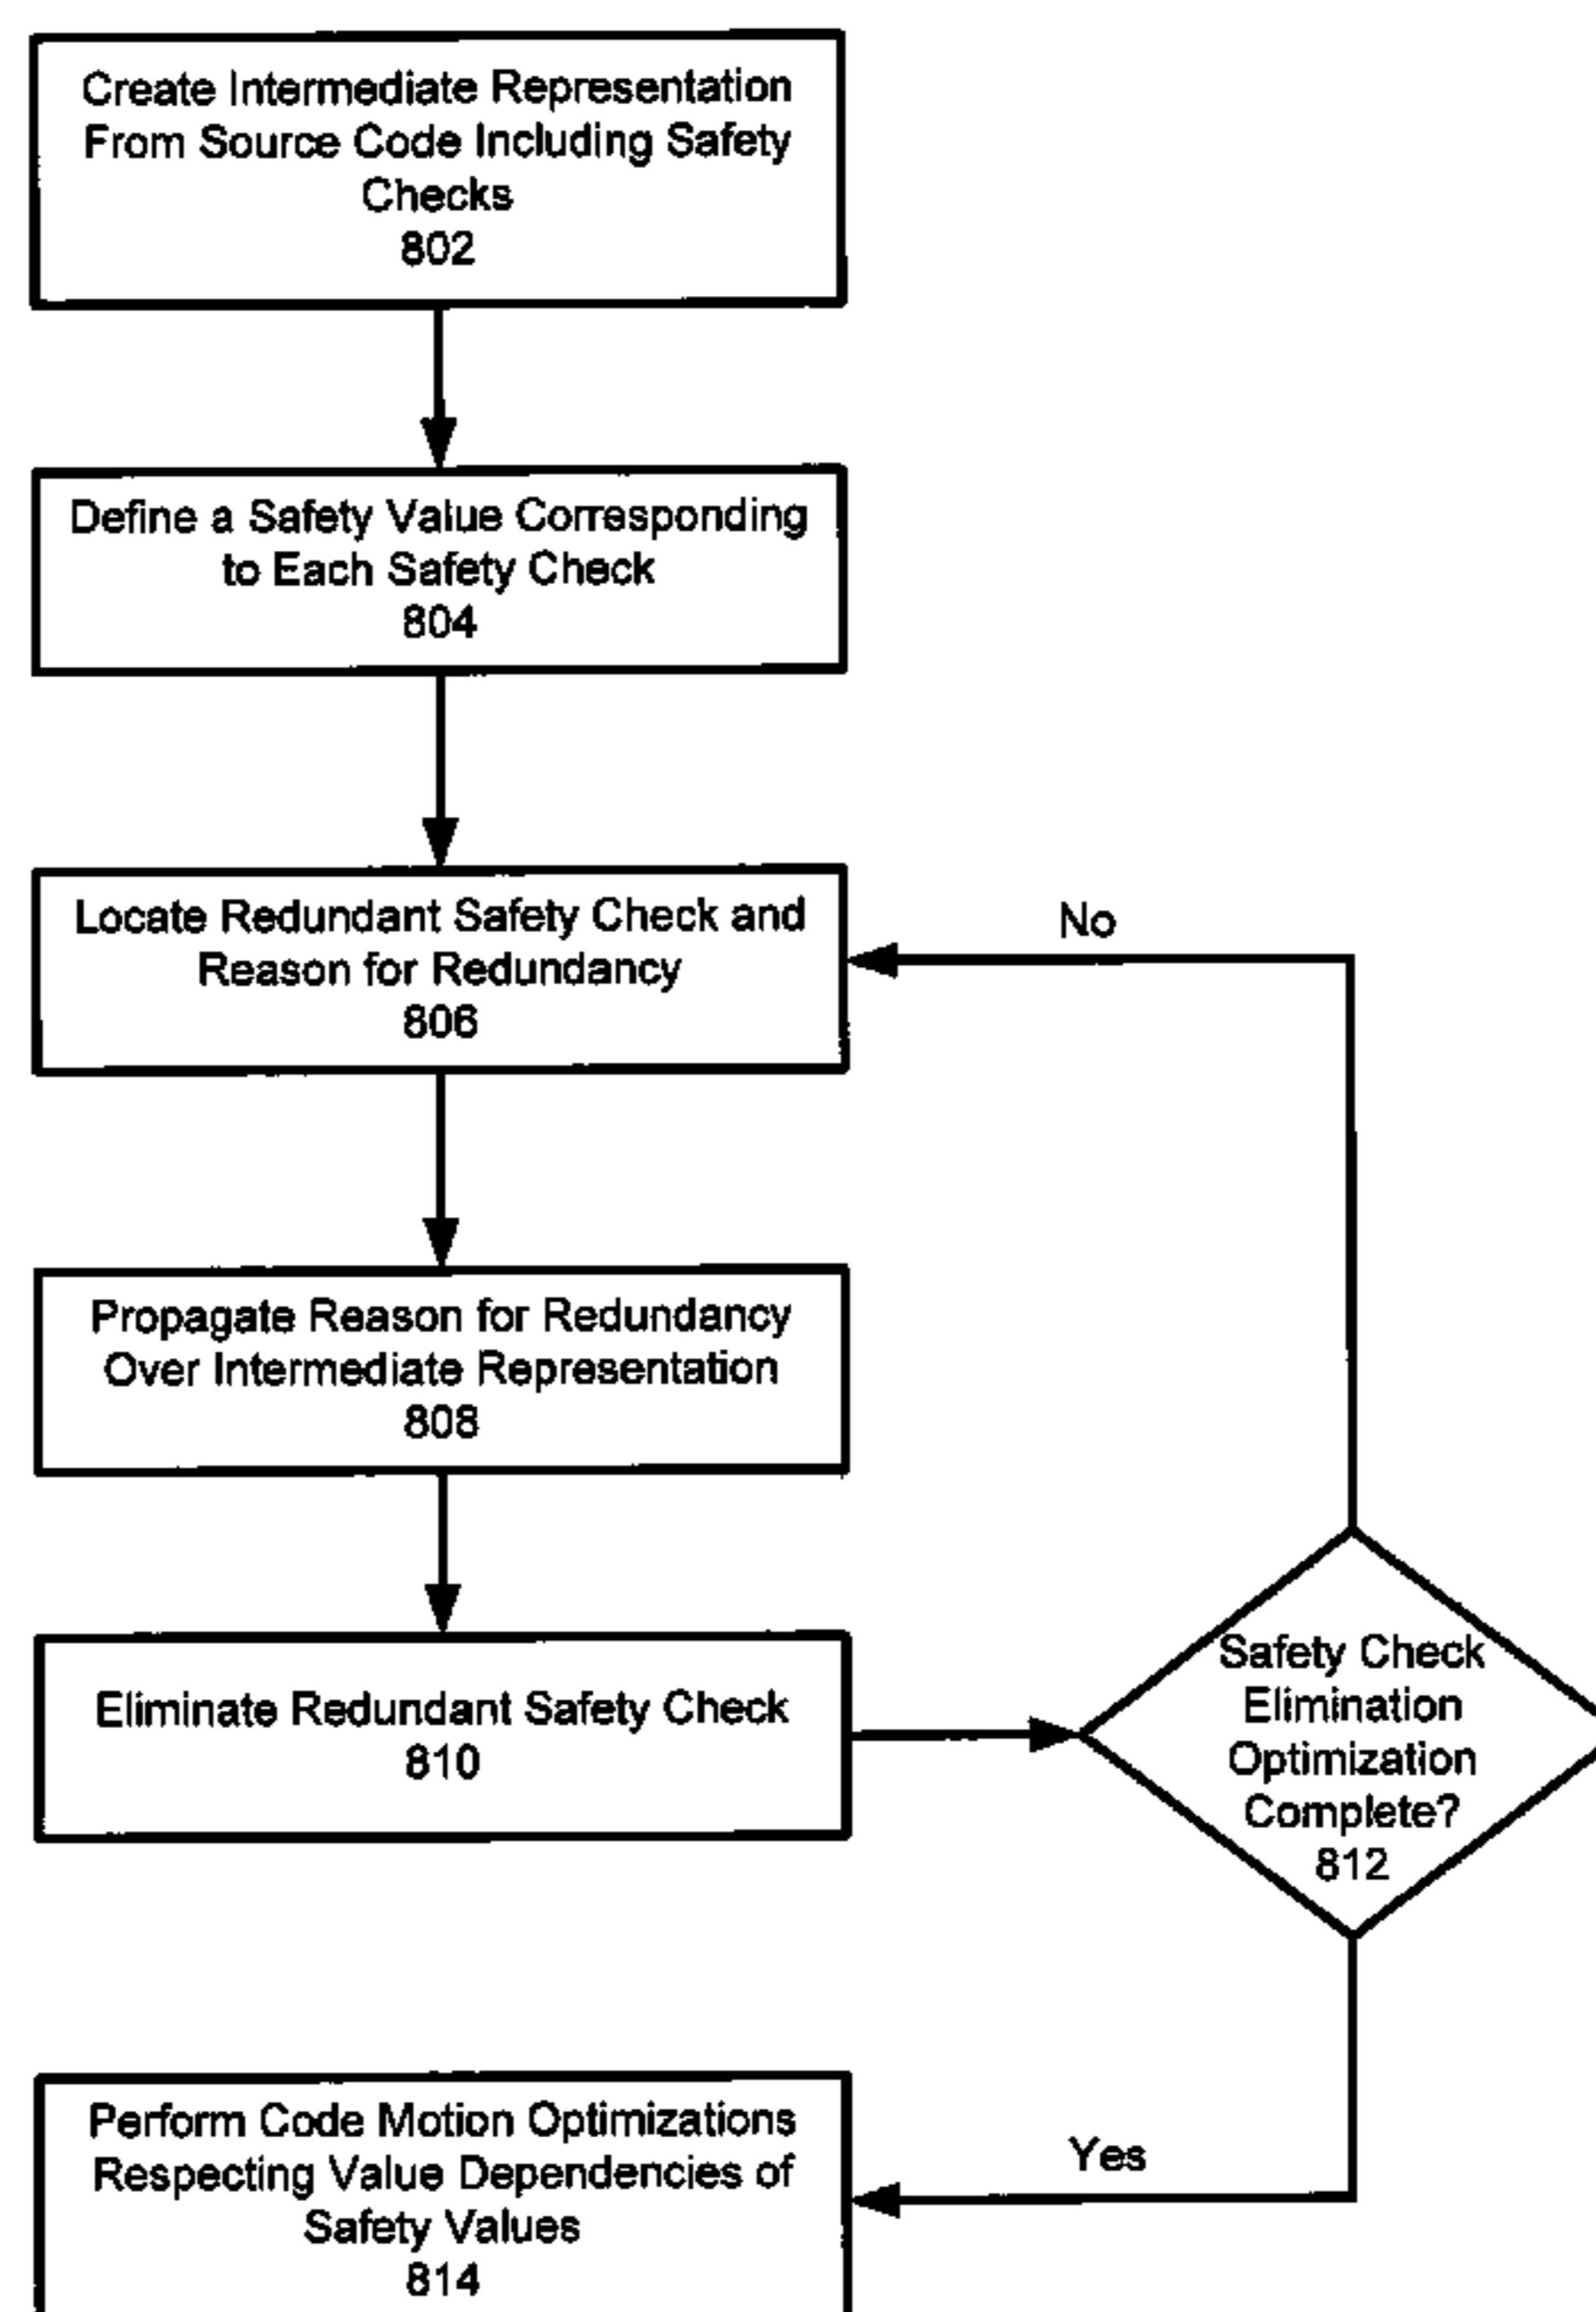 Create Intermediate Representation
From Source Code Including Safety
Checks
802
Define a Safety Value Corresponding
to Each Safety Check
804
Locate Redundant Safety Check and
Reason for Redundancy
806
No
Propagate Reason for Redundancy
Over Intermediate Representation
808
Eliminate Redundant Safety Check
810
Safety Check
Elimination
Optimization
Complete?
812
Yes
Perform Code Motion Optimizations
Respecting Value Dependencies of
Safety Values
814